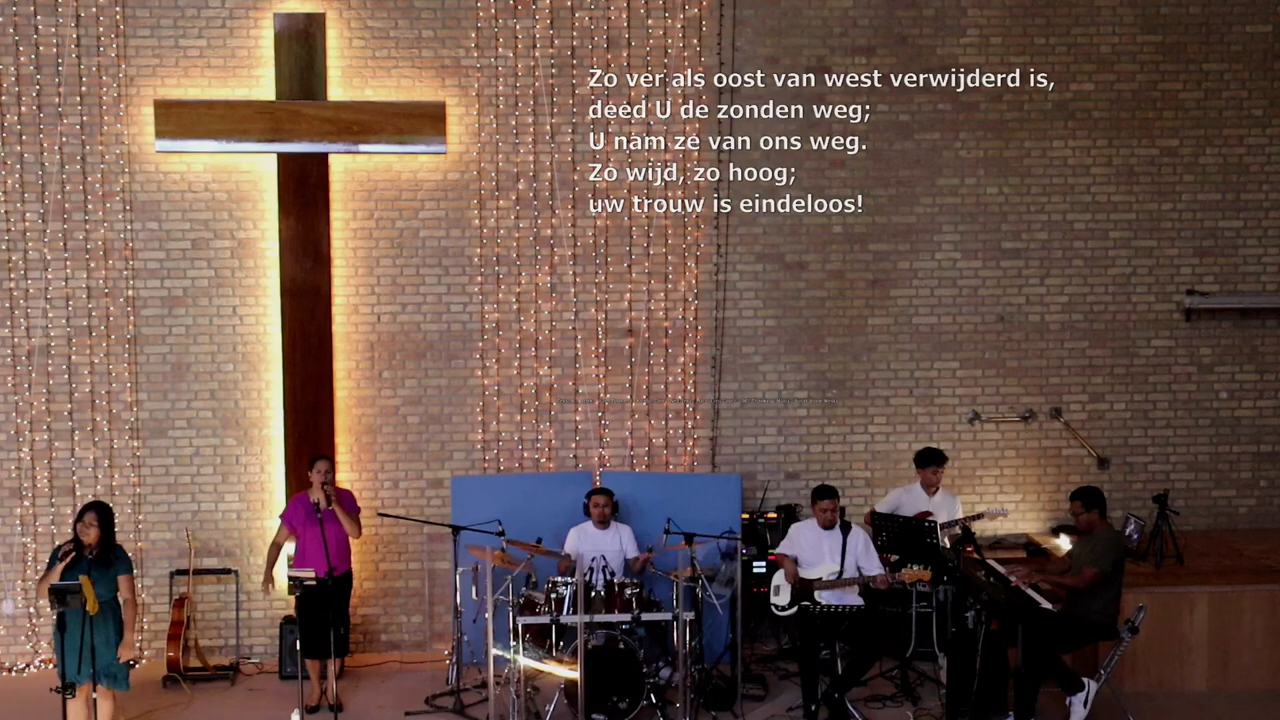 Zo ver als oost van west verwijderd is,
deed U de zonden weg;
U nam ze van ons weg.
Zo wijd, zo hoog;
uw trouw is eindeloos!